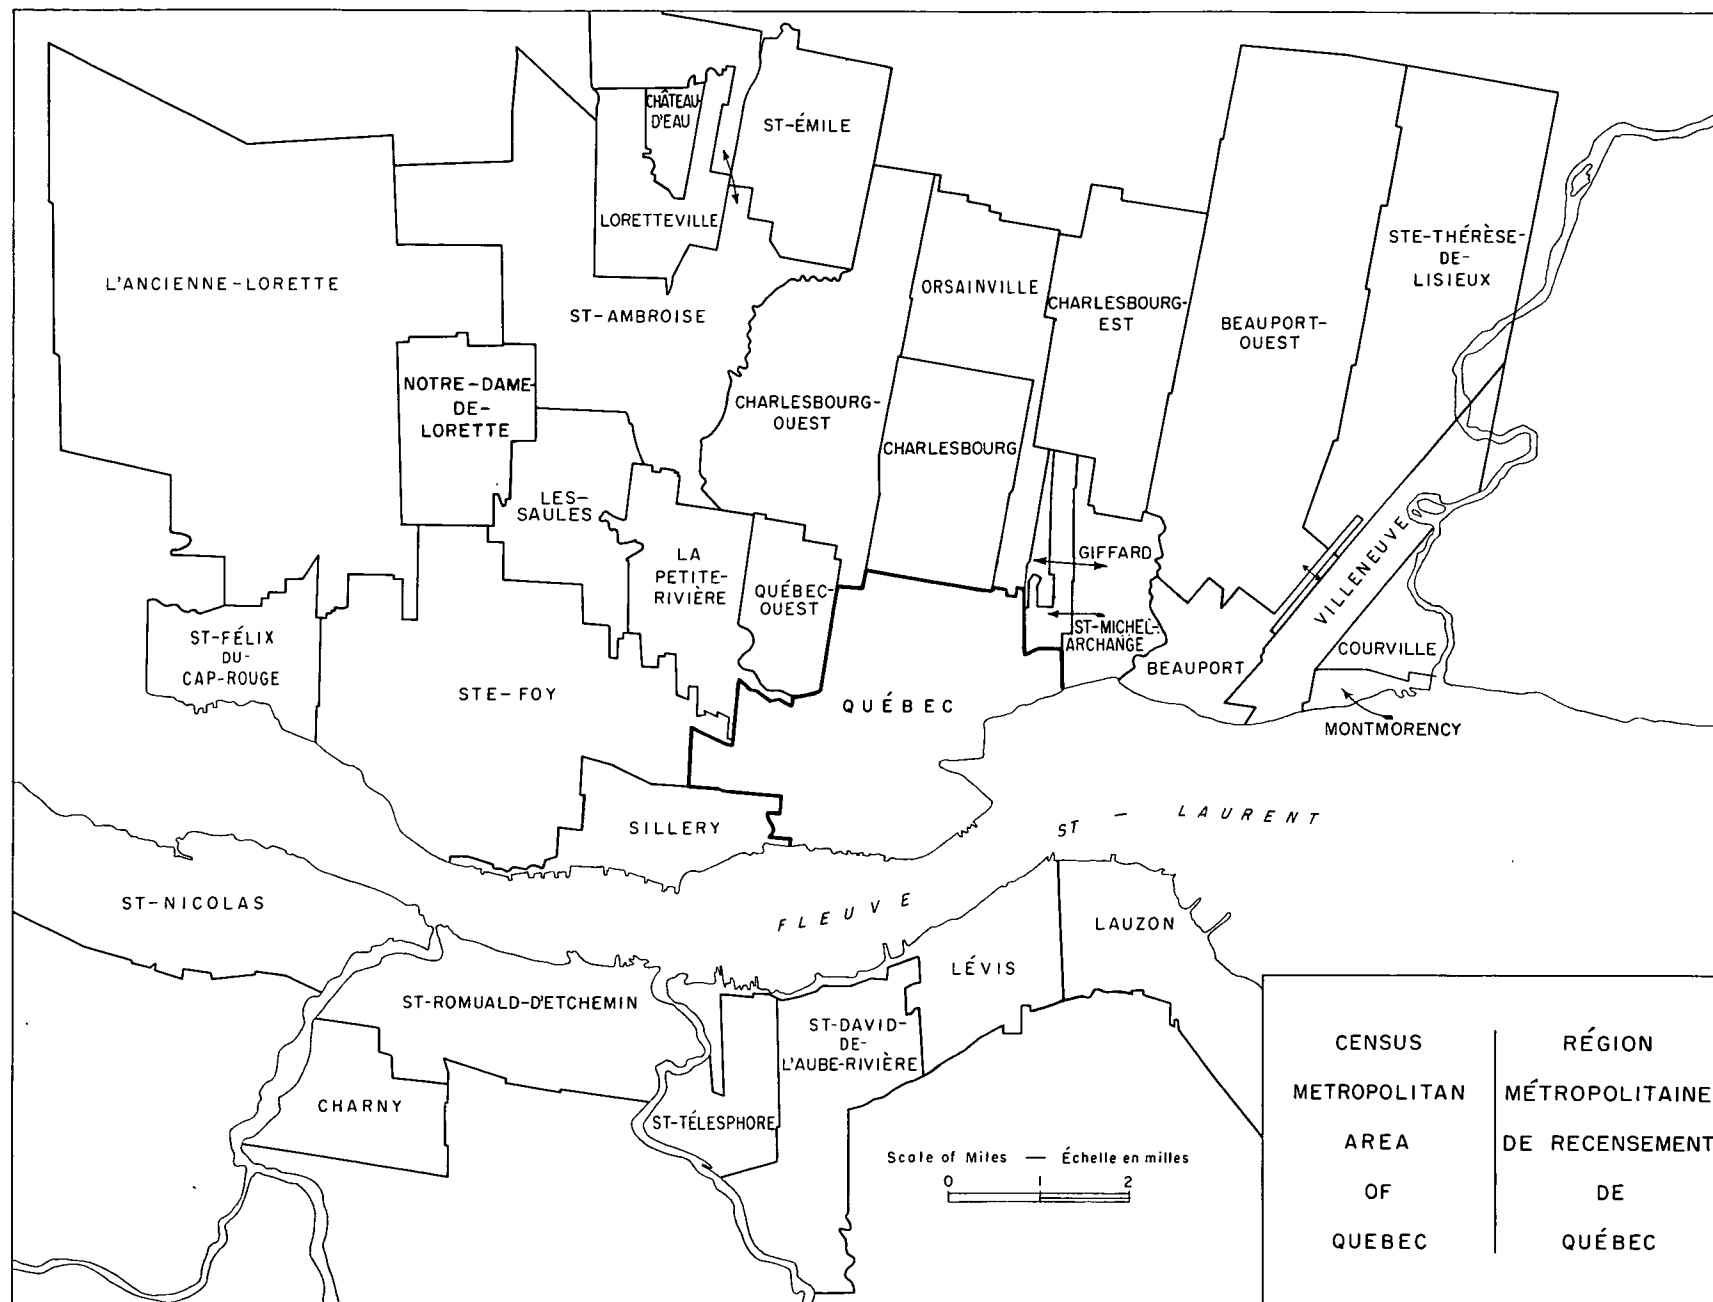 CHÂTEAU-
D'EAU
ST-ÉMILE
LORETTEVILLE
L'ANCIENNE-LORETTE
ST-AMBROISE
ORSAINVILLE
CHARLESBOURG-
EST
BEAUPORT-
OUEST
STE-THÉRÈSE-
DE-
LISIEUX
NOTRE-DAME-
DE-
LORETTE
CHARLESBOURG-
OUEST
CHARLESBOURG
LES-
SAULES
LA
PETITE-
RIVIÈRE
QUÉBEC-
OUEST
GIFFARD
ST-MICHEL-
ARCHANGE
BEAUPORT
VILLENEUVE
COURVILLE
MONTMORENCY
ST-FÉLIX
DU-
CAP-ROUGE
STE-FOY
QUÉBEC
SILLERY
FLEUVE ST-LAURENT
ST-NICOLAS
ST-ROMUALD-D'ETCHEMIN
CHARNY
ST-TÉLESPHORE
ST-DAVID-
DE-
L'AUBE-RIVIÈRE
LÉVIS
LAUZON
Scale of Miles — Échelle en milles
0 1 2
CENSUS
METROPOLITAN
AREA
OF
QUEBEC
RÉGION
MÉTROPOLITAINE
DE RECENSEMENT
DE
QUÉBEC